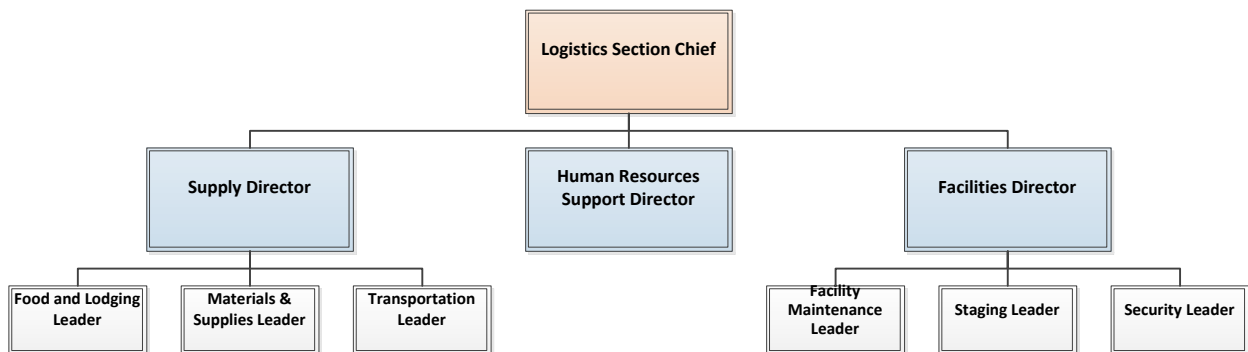 Logistics Section Chief
Supply Director
Human Resources
Support Director
Facilities Director
Food and Lodging
Leader
Materials &
Supplies Leader
Transportation
Leader
Facility
Maintenance
Leader
Staging Leader
Security Leader